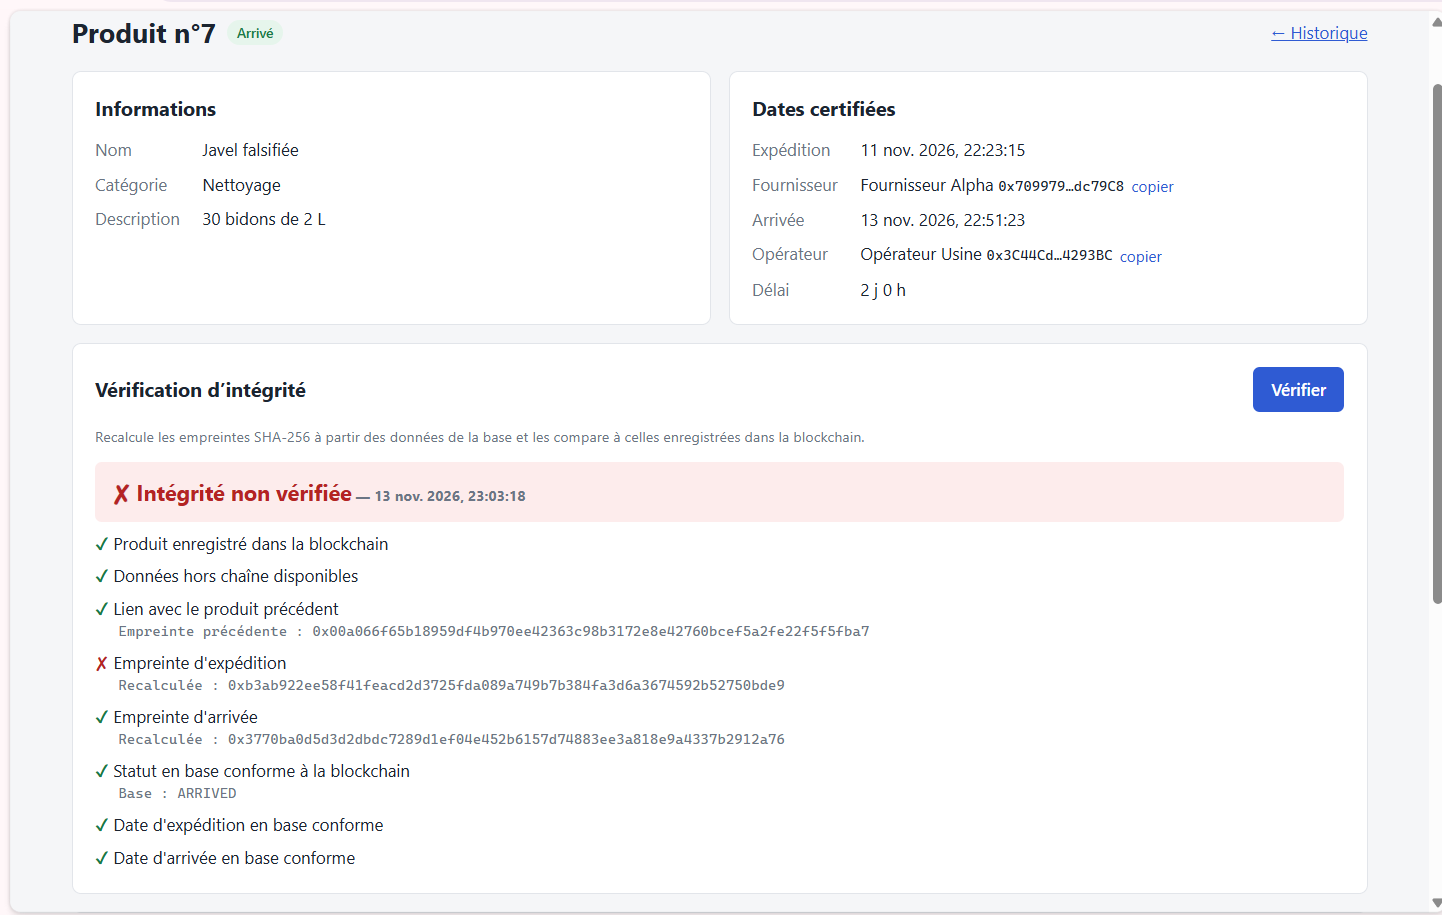 Produit n°7 Arrivé ← Historique
Informations
Nom Javel falsifiée
Catégorie Nettoyage
Description 30 bidons de 2 L
Dates certifiées
Expédition 11 nov. 2026, 22:23:15
Fournisseur Fournisseur Alpha 0x709979…dc79C8 copier
Arrivée 13 nov. 2026, 22:51:23
Opérateur Opérateur Usine 0x3C44Cd…4293BC copier
Délai 2 j 0 h
Vérification d’intégrité Vérifier
Recalcule les empreintes SHA-256 à partir des données de la base et les compare à celles enregistrées dans la blockchain.
✗ Intégrité non vérifiée — 13 nov. 2026, 23:03:18
✓ Produit enregistré dans la blockchain
✓ Données hors chaîne disponibles
✓ Lien avec le produit précédent
Empreinte précédente : 0x00a066f65b18959df4b970ee42363c98b3172e8e42760bcef5a2fe22f5f5fba7
✗ Empreinte d'expédition
Recalculée : 0xb3ab922ee58f41feacd2d3725fda089a749b7b384fa3d6a3674592b52750bde9
✓ Empreinte d'arrivée
Recalculée : 0x3770ba0d5d3d2dbdc7289d1ef04e452b6157d74883ee3a818e9a4337b2912a76
✓ Statut en base conforme à la blockchain
Base : ARRIVED
✓ Date d'expédition en base conforme
✓ Date d'arrivée en base conforme